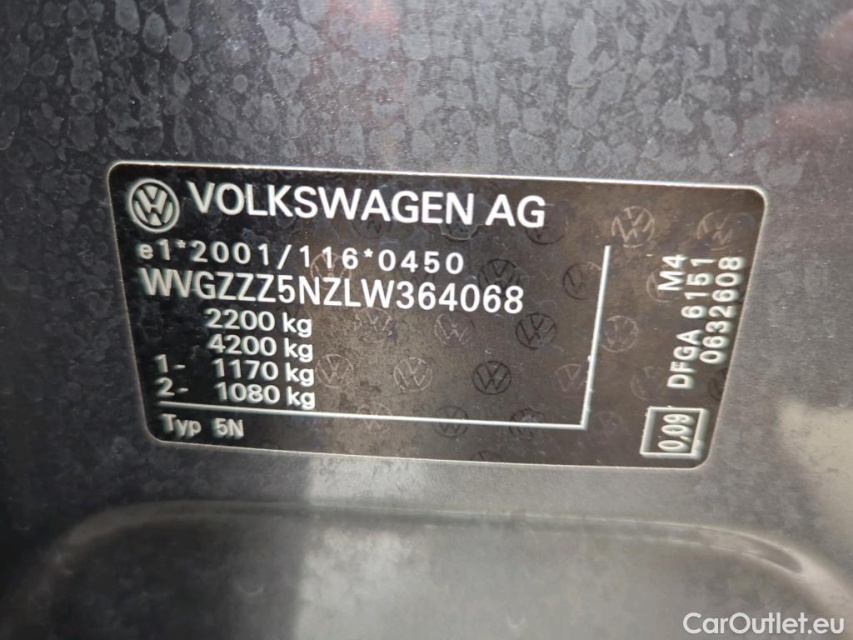 VOLKSWAGEN AG
e1*2001/116*0450
WVGZZZ5NZLW364068
2200 kg
4200 kg
1- 1170 kg
2- 1080 kg
Typ 5N
M4
DFGA 6151
0632608
0,09
CarOutlet.eu